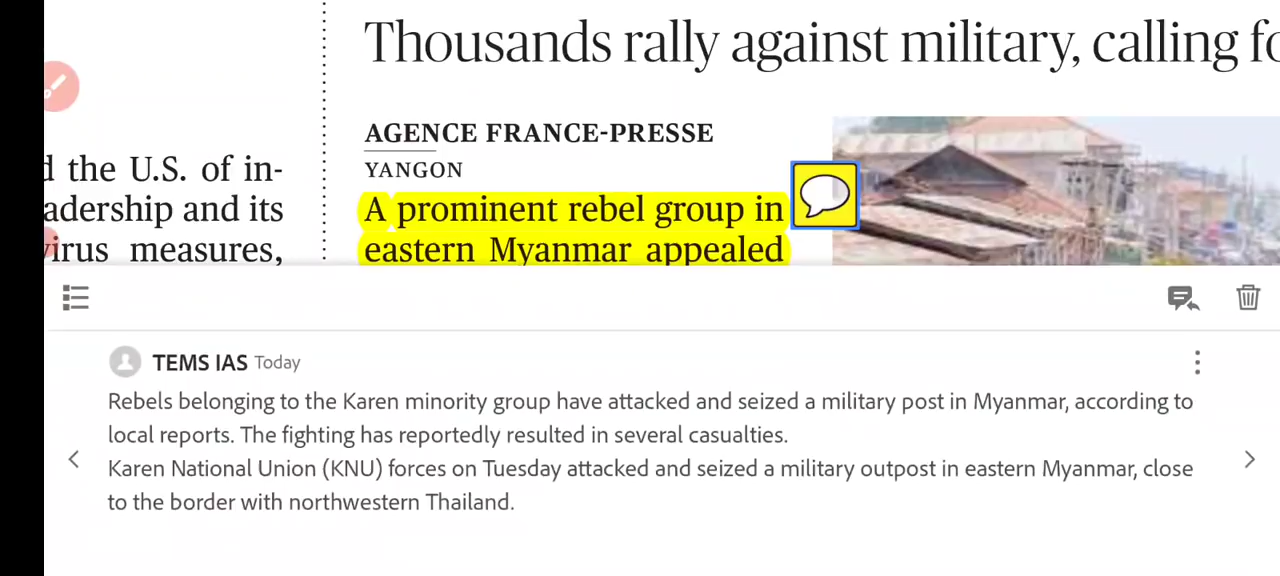 Thousands rally against military, calling fo
d the U.S. of in-
adership and its
virus measures,
AGENCE FRANCE-PRESSE
YANGON
A prominent rebel group in
eastern Myanmar appealed
TEMS IAS Today
Rebels belonging to the Karen minority group have attacked and seized a military post in Myanmar, according to
local reports. The fighting has reportedly resulted in several casualties.
Karen National Union (KNU) forces on Tuesday attacked and seized a military outpost in eastern Myanmar, close
to the border with northwestern Thailand.